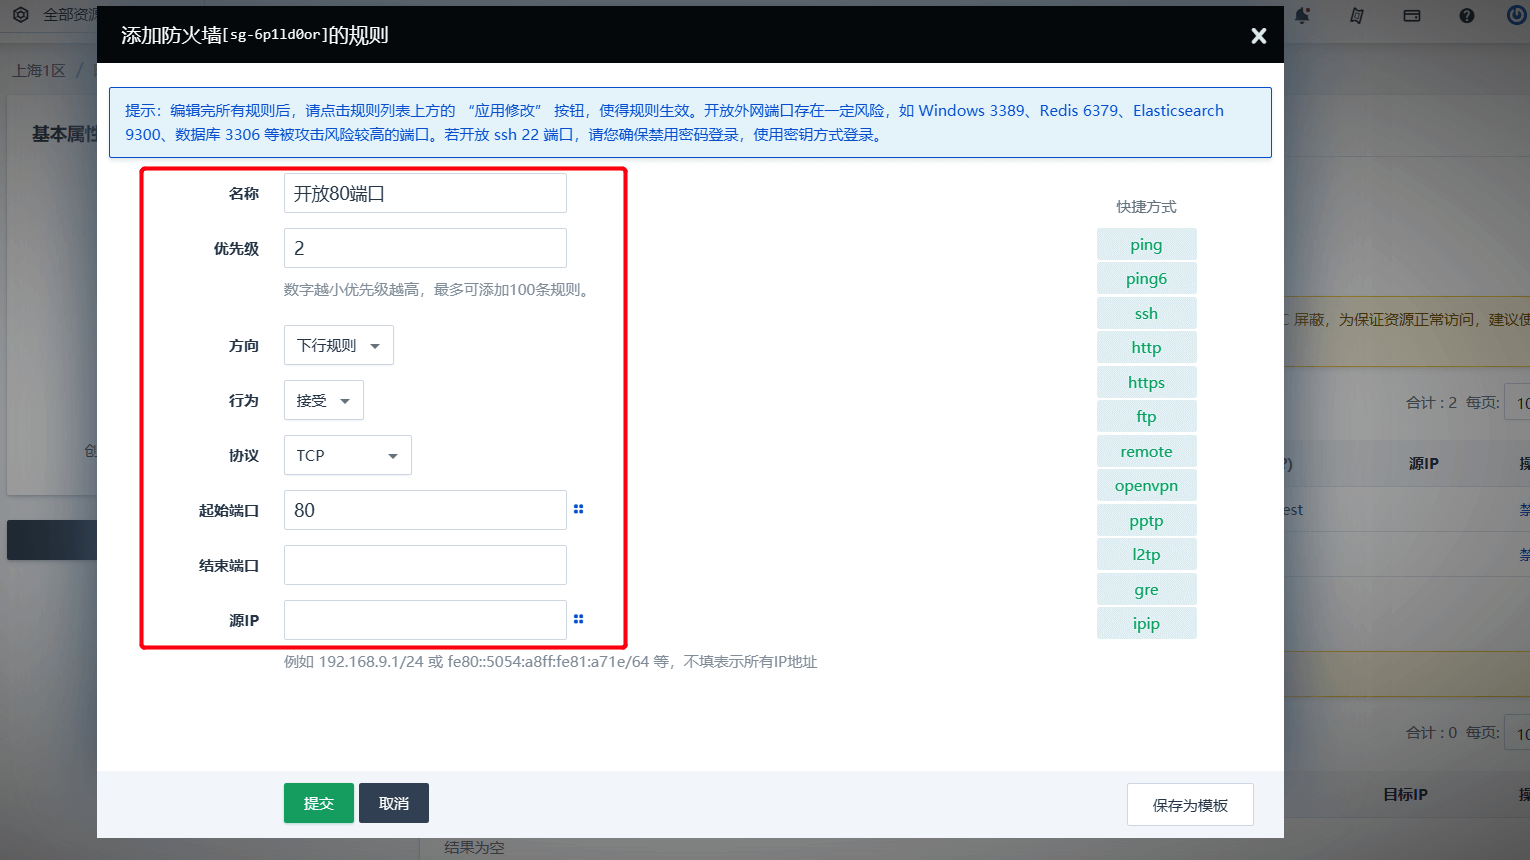 全部资源
添加防火墙[sg-6p1ld0or]的规则
上海1区 /
基本属性
提示：编辑完所有规则后，请点击规则列表上方的 “应用修改” 按钮，使得规则生效。开放外网端口存在一定风险，如 Windows 3389、Redis 6379、Elasticsearch
9300、数据库 3306 等被攻击风险较高的端口。若开放 ssh 22 端口，请您确保禁用密码登录，使用密钥方式登录。
名称 开放80端口
优先级 2
数字越小优先级越高，最多可添加100条规则。
方向 下行规则
行为 接受
协议 TCP
起始端口 80
结束端口
源IP
例如 192.168.9.1/24 或 fe80::5054:a8ff:fe81:a71e/64 等，不填表示所有IP地址
快捷方式
ping
ping6
ssh
http
https
ftp
remote
openvpn
pptp
l2tp
gre
ipip
提交 取消 保存为模板
屏蔽，为保证资源正常访问，建议使
合计 : 2 每页: 10
源IP
est
禁
禁
创
合计 : 0 每页: 10
目标IP
结果为空